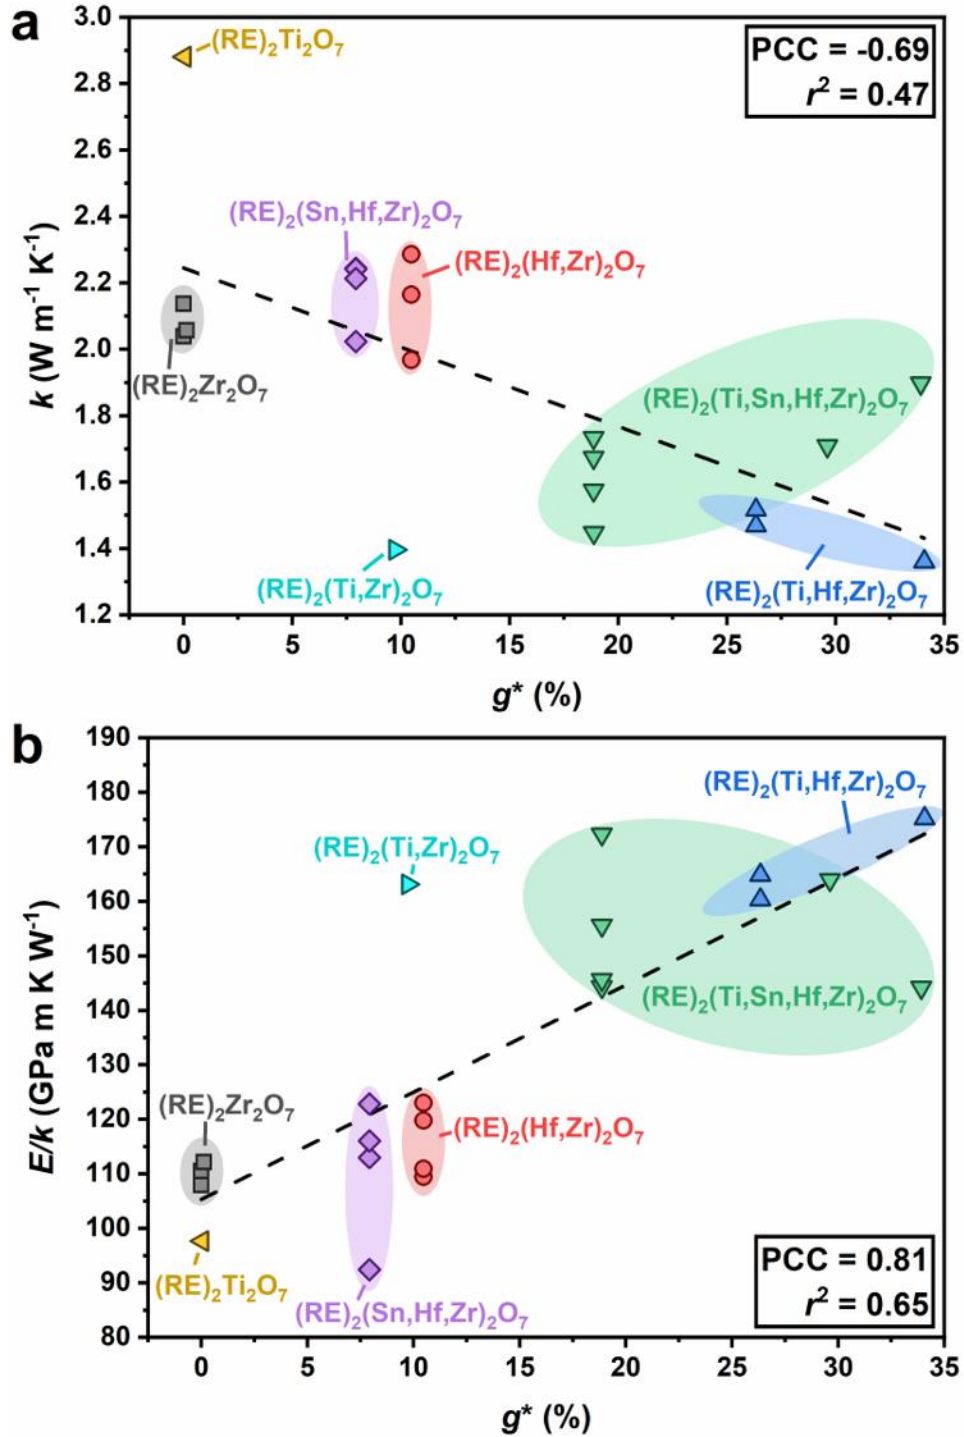 a
3.0
2.8
2.6
2.4
2.2
2.0
1.8
1.6
1.4
1.2
k (W m⁻¹ K⁻¹)
(RE)₂Ti₂O₇
PCC = -0.69
r² = 0.47
(RE)₂(Sn,Hf,Zr)₂O₇
(RE)₂(Hf,Zr)₂O₇
(RE)₂Zr₂O₇
(RE)₂(Ti,Sn,Hf,Zr)₂O₇
(RE)₂(Ti,Zr)₂O₇
(RE)₂(Ti,Hf,Zr)₂O₇
0 5 10 15 20 25 30 35
g* (%)
b
190
180
170
160
150
140
130
120
110
100
90
80
E/k (GPa m K W⁻¹)
(RE)₂(Ti,Hf,Zr)₂O₇
(RE)₂(Ti,Zr)₂O₇
(RE)₂(Ti,Sn,Hf,Zr)₂O₇
(RE)₂Zr₂O₇
(RE)₂(Hf,Zr)₂O₇
(RE)₂Ti₂O₇
(RE)₂(Sn,Hf,Zr)₂O₇
PCC = 0.81
r² = 0.65
0 5 10 15 20 25 30 35
g* (%)